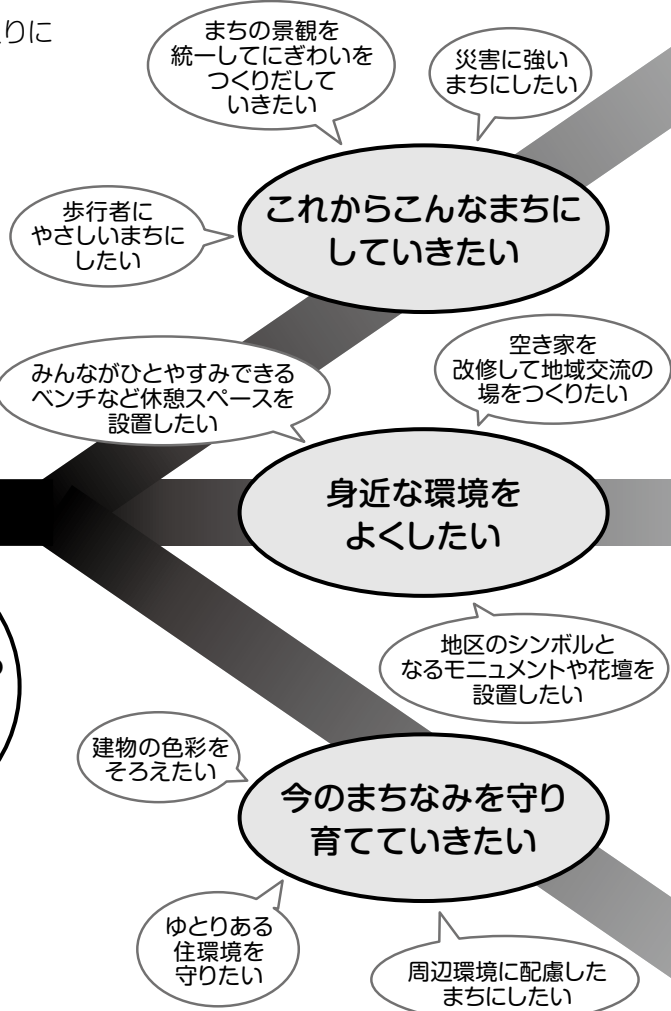 りに
まちの景観を
統一してにぎわいを
つくりだして
いきたい
災害に強い
まちにしたい
歩行者に
やさしいまちに
したい
これからこんなまちに
していきたい
みんながひとやすみできる
ベンチなど休憩スペースを
設置したい
空き家を
改修して地域交流の
場をつくりたい
身近な環境を
よくしたい
地区のシンボルと
なるモニュメントや花壇を
設置したい
建物の色彩を
そろえたい
今のまちなみを守り
育てていきたい
ゆとりある
住環境を
守りたい
周辺環境に配慮した
まちにしたい